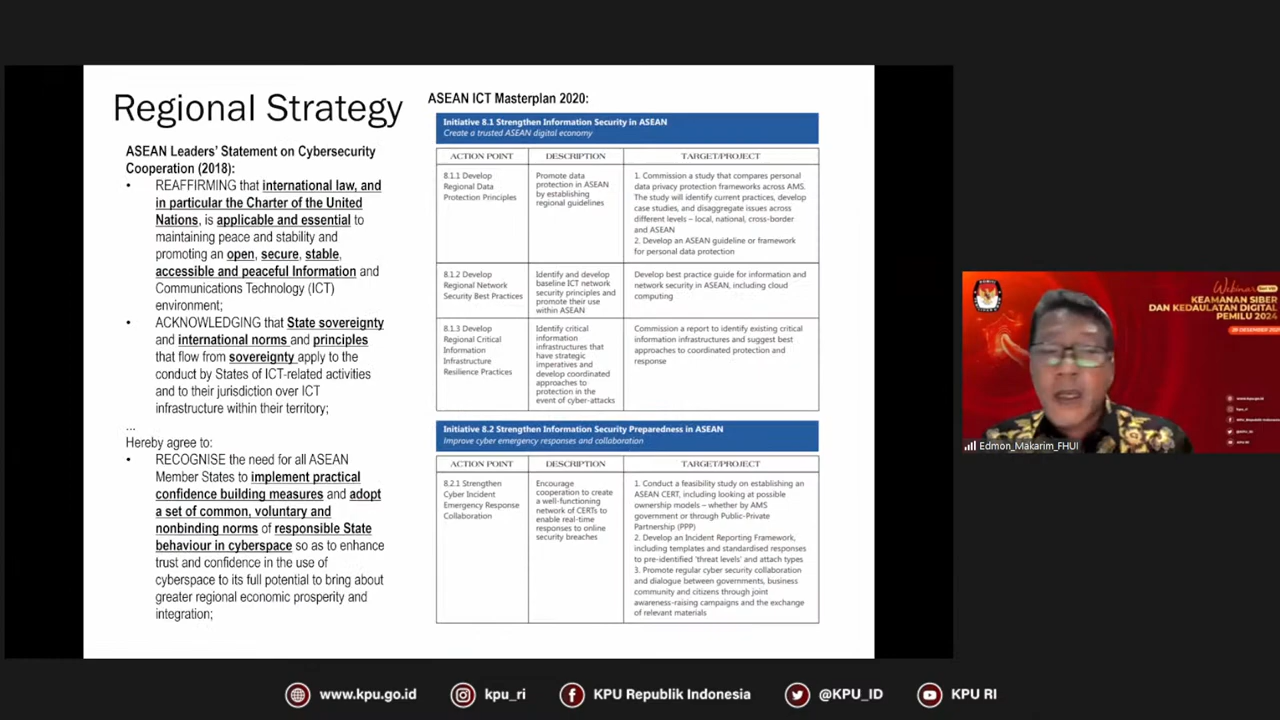 Regional Strategy
ASEAN Leaders' Statement on Cybersecurity
Cooperation (2018):
• REAFFIRMING that international law, and
in particular the Charter of the United
Nations, is applicable and essential to
maintaining peace and stability and
promoting an open, secure, stable,
accessible and peaceful Information and
Communications Technology (ICT)
environment;
• ACKNOWLEDGING that State sovereignty
and international norms and principles
that flow from sovereignty apply to the
conduct by States of ICT-related activities
and to their jurisdiction over ICT
infrastructure within their territory;
...
Hereby agree to:
• RECOGNISE the need for all ASEAN
Member States to implement practical
confidence building measures and adopt
a set of common, voluntary and
nonbinding norms of responsible State
behaviour in cyberspace so as to enhance
trust and confidence in the use of
cyberspace to its full potential to bring about
greater regional economic prosperity and
integration;
ASEAN ICT Masterplan 2020:
Initiative 8.1 Strengthen Information Security in ASEAN
Create a trusted ASEAN digital economy
ACTION POINT
DESCRIPTION
TARGET/PROJECT
8.1.1 Develop
Regional Data
Protection Principles
Promote data
protection in ASEAN
by establishing
regional guidelines
1. Commission a study that compares personal
data privacy protection frameworks across AMS.
The study will identify current practices, develop
case studies, and disaggregate issues across
different levels – local, national, cross-border
and ASEAN
2. Develop an ASEAN guideline or framework
for personal data protection
8.1.2 Develop
Regional Network
Security Best Practices
Identify and develop
baseline ICT network
security principles and
promote their use
within ASEAN
Develop best practice guide for information and
network security in ASEAN, including cloud
computing
8.1.3 Develop
Regional Critical
Information
Infrastructure
Resilience Practices
Identify critical
information
infrastructures that
have strategic
imperatives and
develop coordinated
approaches to
protection in the
event of cyber-attacks
Commission a report to identify existing critical
information infrastructures and suggest best
approaches to coordinated protection and
response
Initiative 8.2 Strengthen Information Security Preparedness in ASEAN
Improve cyber emergency responses and collaboration
ACTION POINT
DESCRIPTION
TARGET/PROJECT
8.2.1 Strengthen
Cyber Incident
Emergency Response
Collaboration
Encourage
cooperation to create
a well-functioning
network of CERTs to
enable real-time
responses to online
security breaches
1. Conduct a feasibility study on establishing an
ASEAN CERT, including looking at possible
ownership models – whether by AMS
government or through Public-Private
Partnership (PPP)
2. Develop an Incident Reporting Framework,
including templates and standardised responses
to pre-identified 'threat levels' and attach types
3. Promote regular cyber security collaboration
and dialogue between governments, business
community and citizens through joint
awareness-raising campaigns and the exchange
of relevant materials
Webinar
KEAMANAN SIBER
DAN KEDAULATAN DIGITAL
PEMILU 2024
Edmon_Makarim_FHUI
www.kpu.go.id
kpu_ri
KPU Republik Indonesia
@KPU_ID
KPU RI